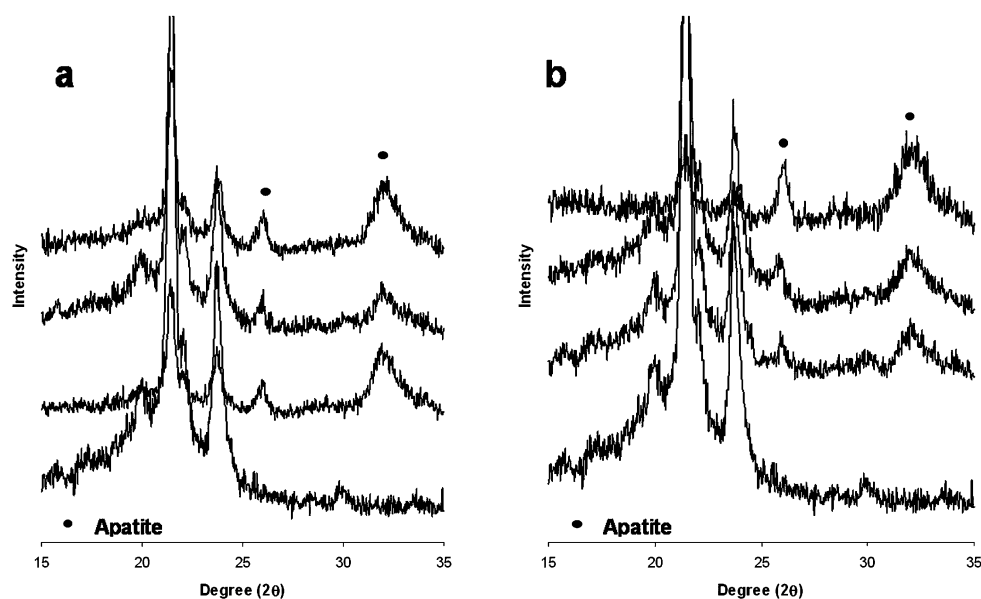 a
Intensity
● Apatite
15 20 25 30 35
Degree (2θ)
b
Intensity
● Apatite
15 20 25 30 35
Degree (2θ)